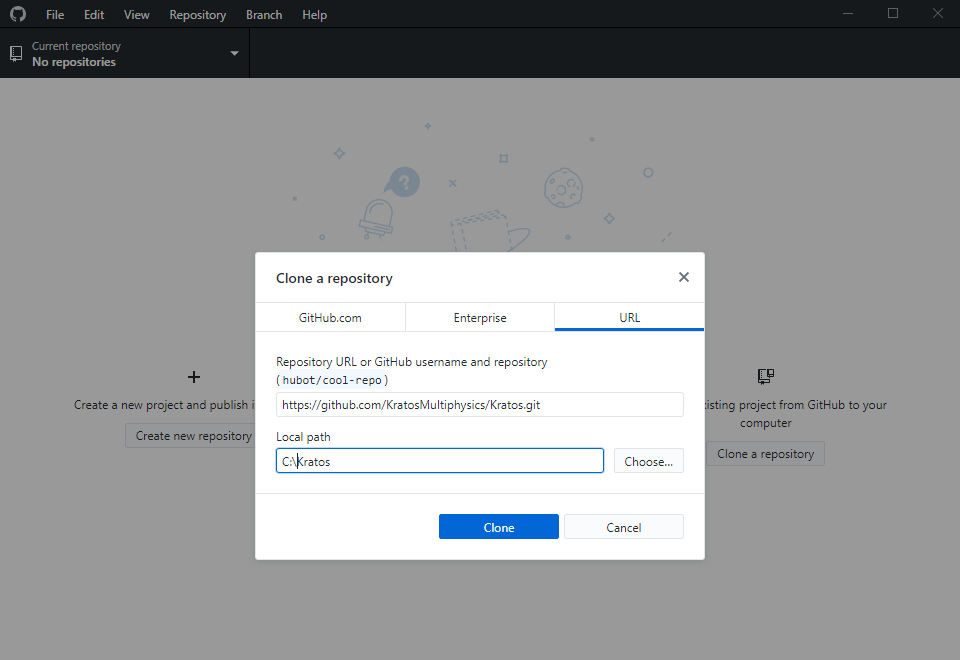 File Edit View Repository Branch Help
Current repository
No repositories
?
Clone a repository
GitHub.com Enterprise URL
Repository URL or GitHub username and repository
(hubot/cool-repo)
https://github.com/KratosMultiphysics/Kratos.git
Local path
C:\Kratos
Choose...
Clone Cancel
Create a new project and publish i
Create new repository
isting project from GitHub to your
computer
Clone a repository